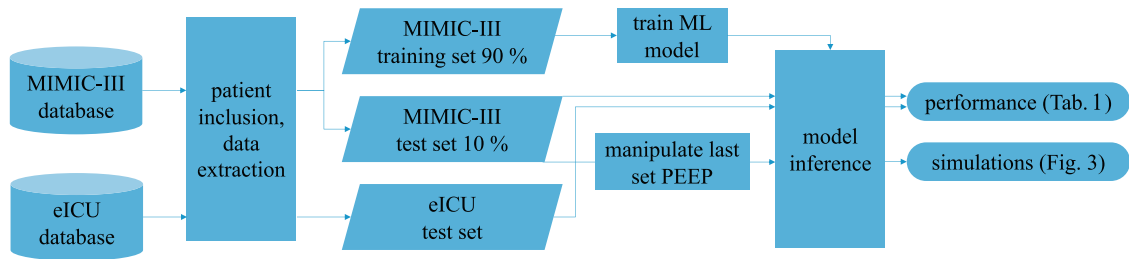 MIMIC-III
database
eICU
database
patient
inclusion,
data
extraction
MIMIC-III
training set 90 %
MIMIC-III
test set 10 %
eICU
test set
train ML
model
manipulate last
set PEEP
model
inference
performance (Tab. 1)
simulations (Fig. 3)